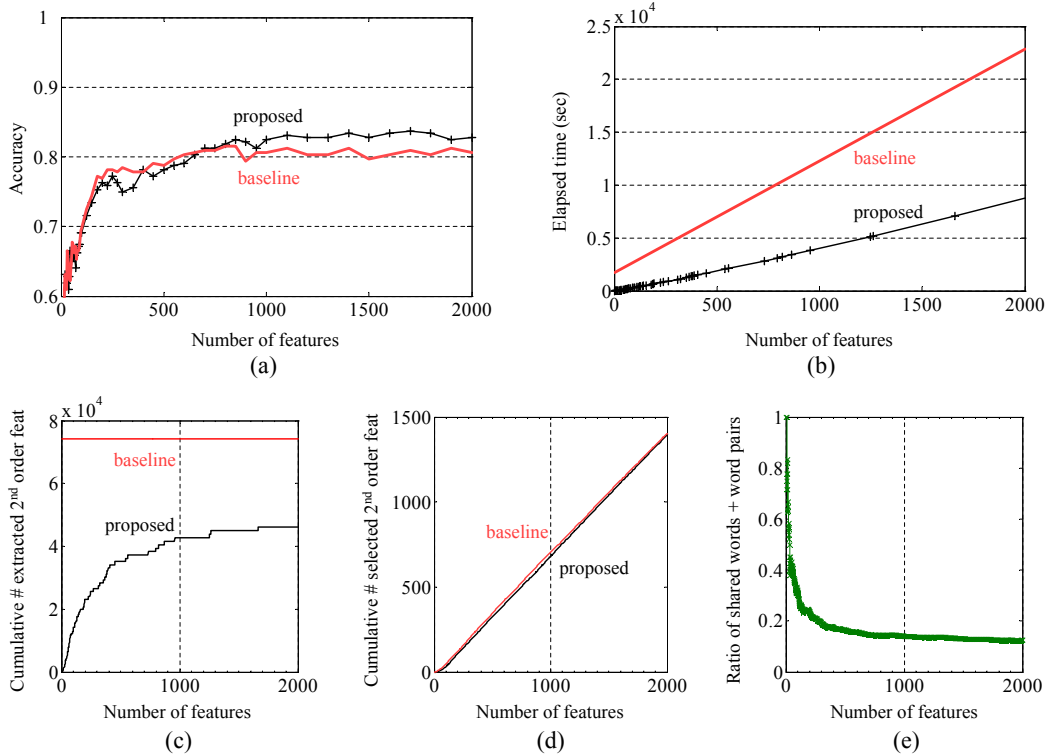 1
0.9
0.8
0.7
0.6
0
500
1000
1500
2000
Accuracy
proposed
baseline
Number of features
(a)
x 10⁴
2.5
2
1.5
1
0.5
0
0
500
1000
1500
2000
Elapsed time (sec)
baseline
proposed
Number of features
(b)
x 10⁴
8
6
4
2
0
0
1000
2000
Cumulative # extracted 2ⁿᵈ order feat
baseline
proposed
Number of features
(c)
1500
1000
500
0
0
1000
2000
Cumulative # selected 2ⁿᵈ order feat
baseline
proposed
Number of features
(d)
1
0.8
0.6
0.4
0.2
0
0
1000
2000
Ratio of shared words + word pairs
Number of features
(e)